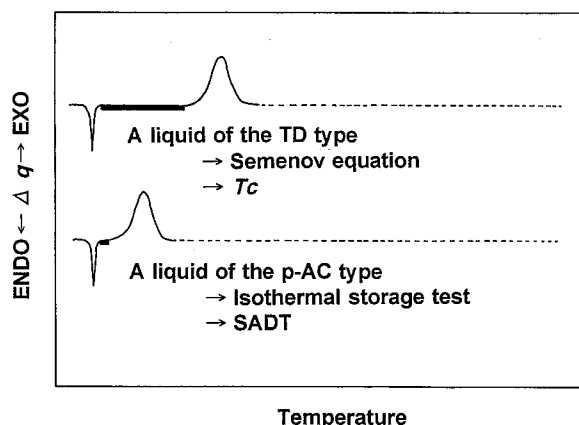 ENDO ← Δ q → EXO
A liquid of the TD type
→ Semenov equation
→ Tc
A liquid of the p-AC type
→ Isothermal storage test
→ SADT
Temperature